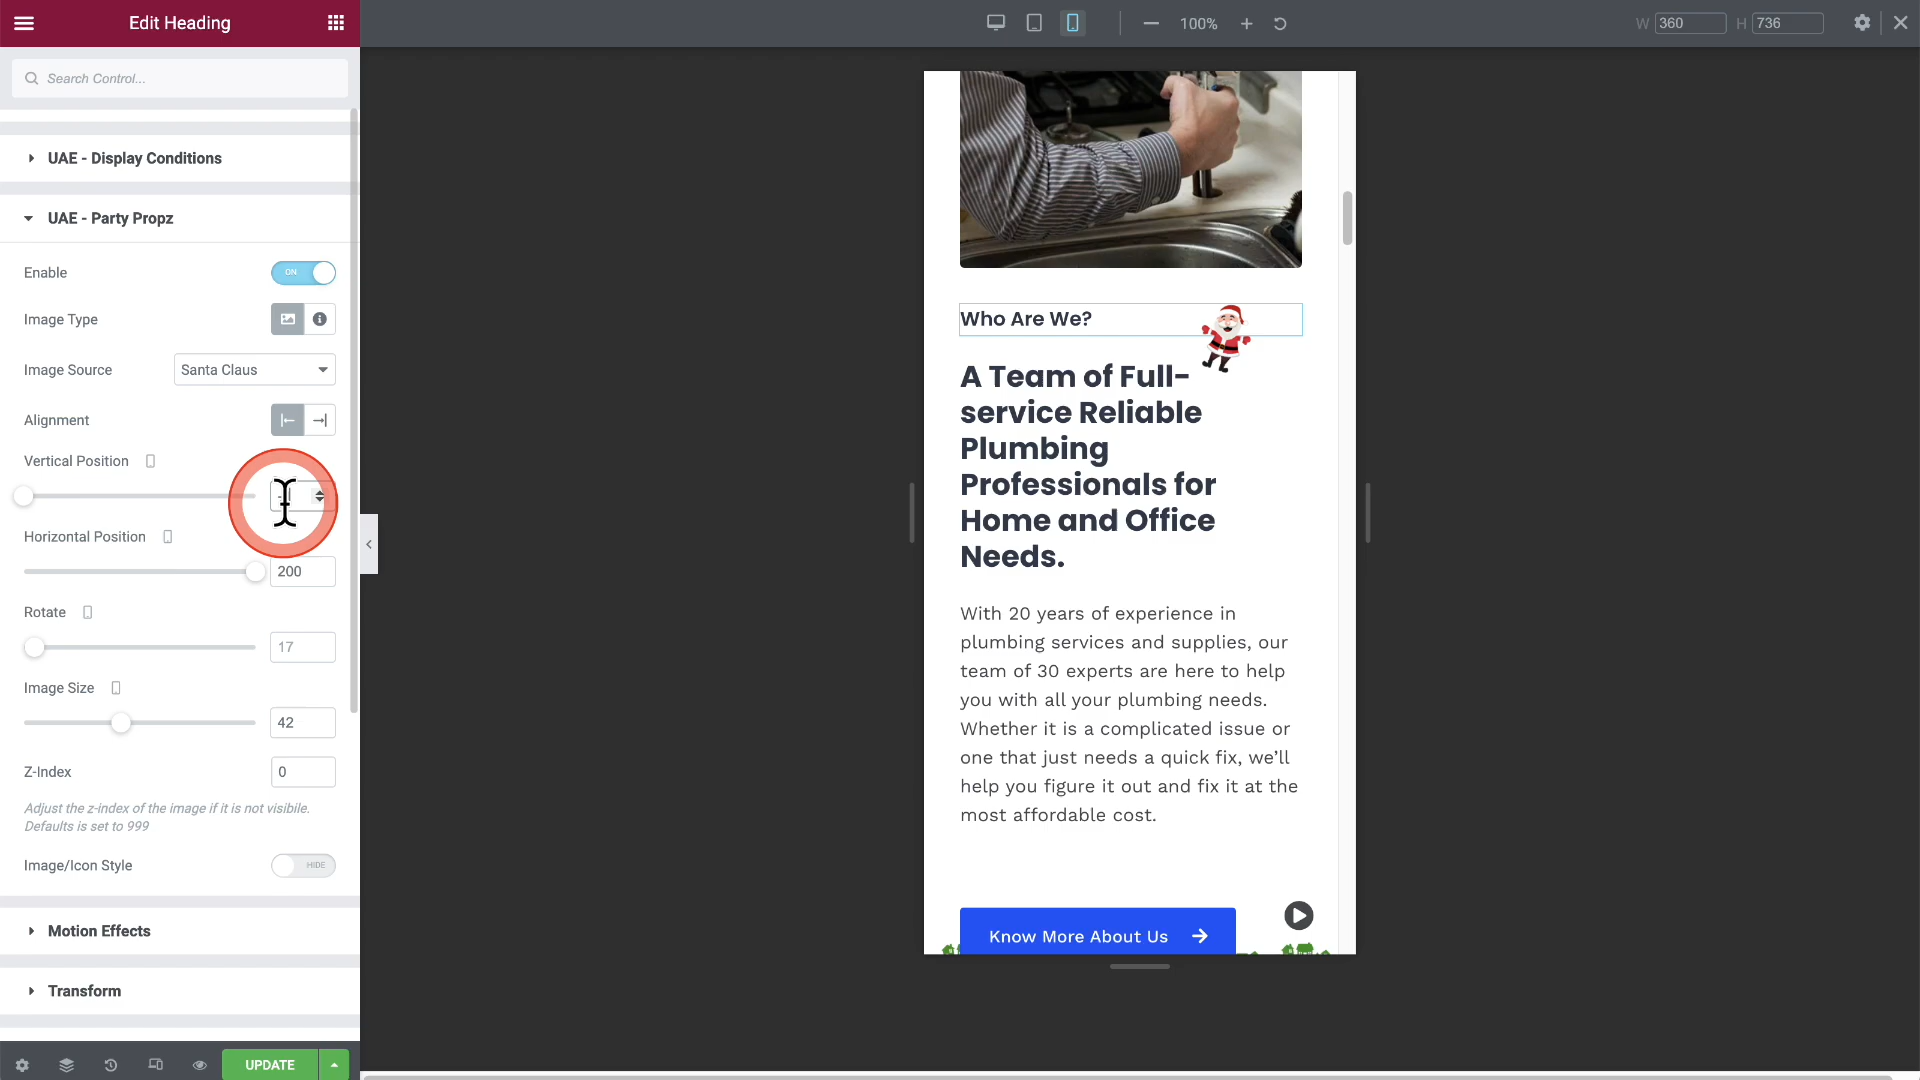 Edit Heading
100%
W 360 H 736
Search Control...
UAE - Display Conditions
UAE - Party Propz
Enable ON
Image Type
Image Source Santa Claus
Alignment
Vertical Position
Horizontal Position
200
Rotate
17
Image Size
42
Z-Index 0
Adjust the z-index of the image if it is not visibile.
Defaults is set to 999
Image/Icon Style HIDE
Motion Effects
Transform
UPDATE
Who Are We?
A Team of Full-
service Reliable
Plumbing
Professionals for
Home and Office
Needs.
With 20 years of experience in
plumbing services and supplies, our
team of 30 experts are here to help
you with all your plumbing needs.
Whether it is a complicated issue or
one that just needs a quick fix, we’ll
help you figure it out and fix it at the
most affordable cost.
Know More About Us